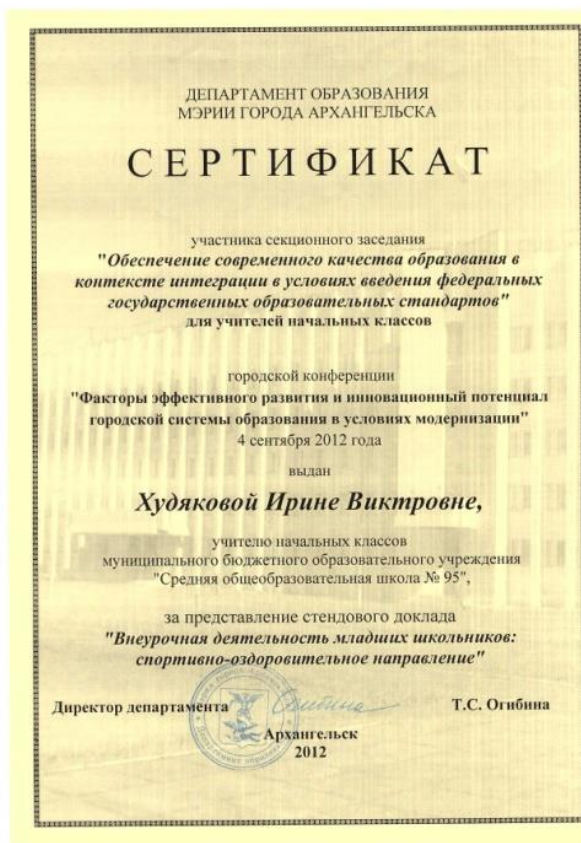 ДЕПАРТАМЕНТ ОБРАЗОВАНИЯ
МЭРИИ ГОРОДА АРХАНГЕЛЬСКА
СЕРТИФИКАТ
участника секционного заседания
"Обеспечение современного качества образования в
контексте интеграции в условиях введения федеральных
государственных образовательных стандартов"
для учителей начальных классов
городской конференции
"Факторы эффективного развития и инновационный потенциал
городской системы образования в условиях модернизации"
4 сентября 2012 года
выдан
Худяковой Ирине Виктровне,
учителю начальных классов
муниципального бюджетного образовательного учреждения
"Средняя общеобразовательная школа № 95",
за представление стендового доклада
"Внеурочная деятельность младших школьников:
спортивно-оздоровительное направление"
Директор департамента Т.С. Огибина
Архангельск
2012